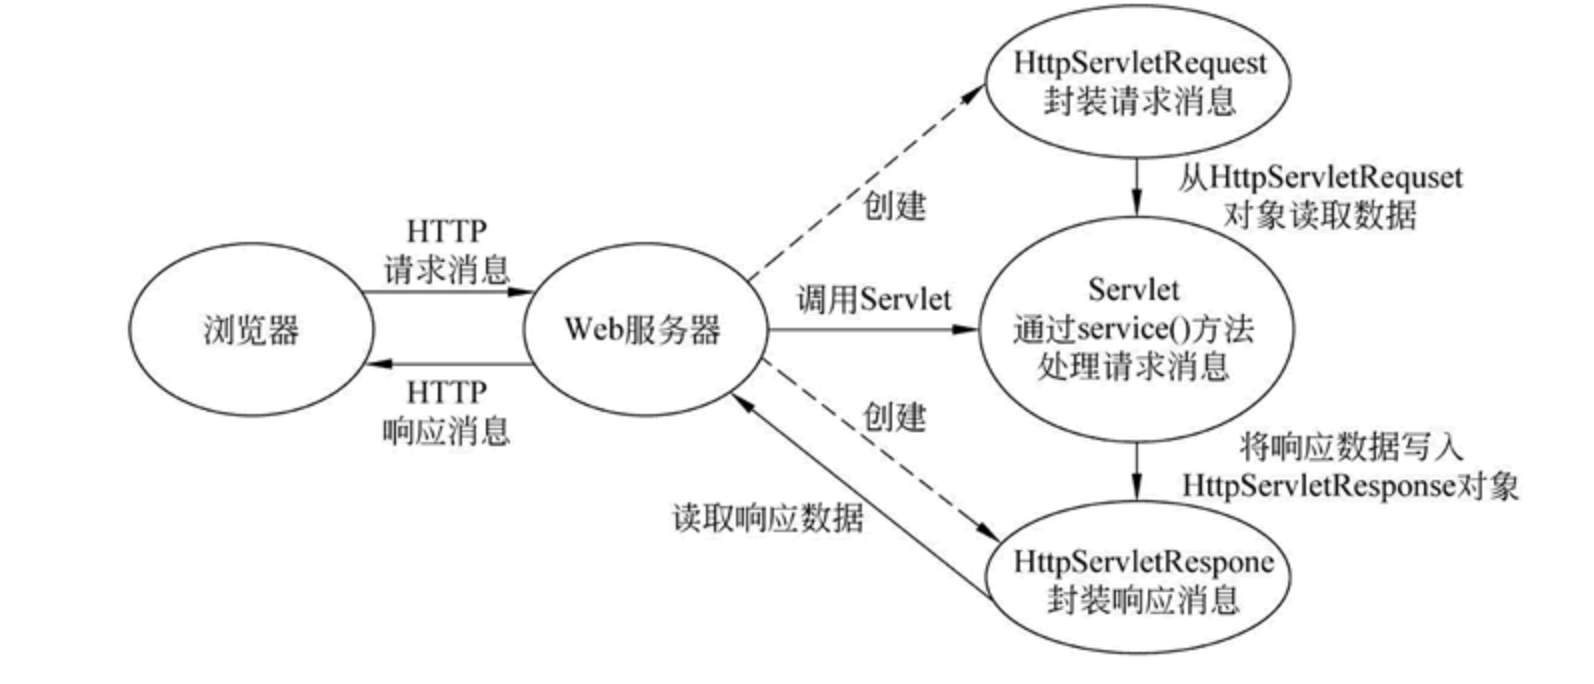 HttpServletRequest
封装请求消息
从HttpServletRequset
对象读取数据
创建
HTTP
请求消息
浏览器
Web服务器
调用Servlet
Servlet
通过service()方法
处理请求消息
HTTP
响应消息
创建
将响应数据写入
HttpServletResponse对象
读取响应数据
HttpServletRespone
封装响应消息